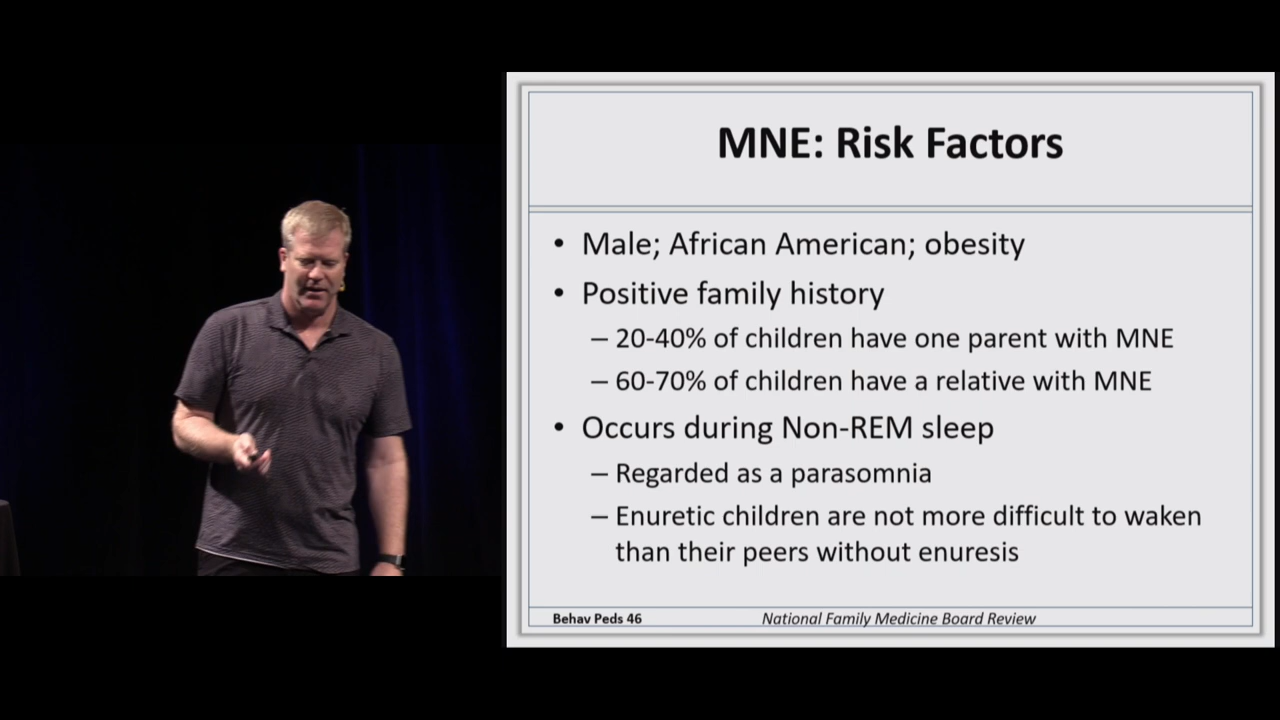 MNE: Risk Factors
• Male; African American; obesity
• Positive family history
– 20-40% of children have one parent with MNE
– 60-70% of children have a relative with MNE
• Occurs during Non-REM sleep
– Regarded as a parasomnia
– Enuretic children are not more difficult to waken
than their peers without enuresis
Behav Peds 46
National Family Medicine Board Review